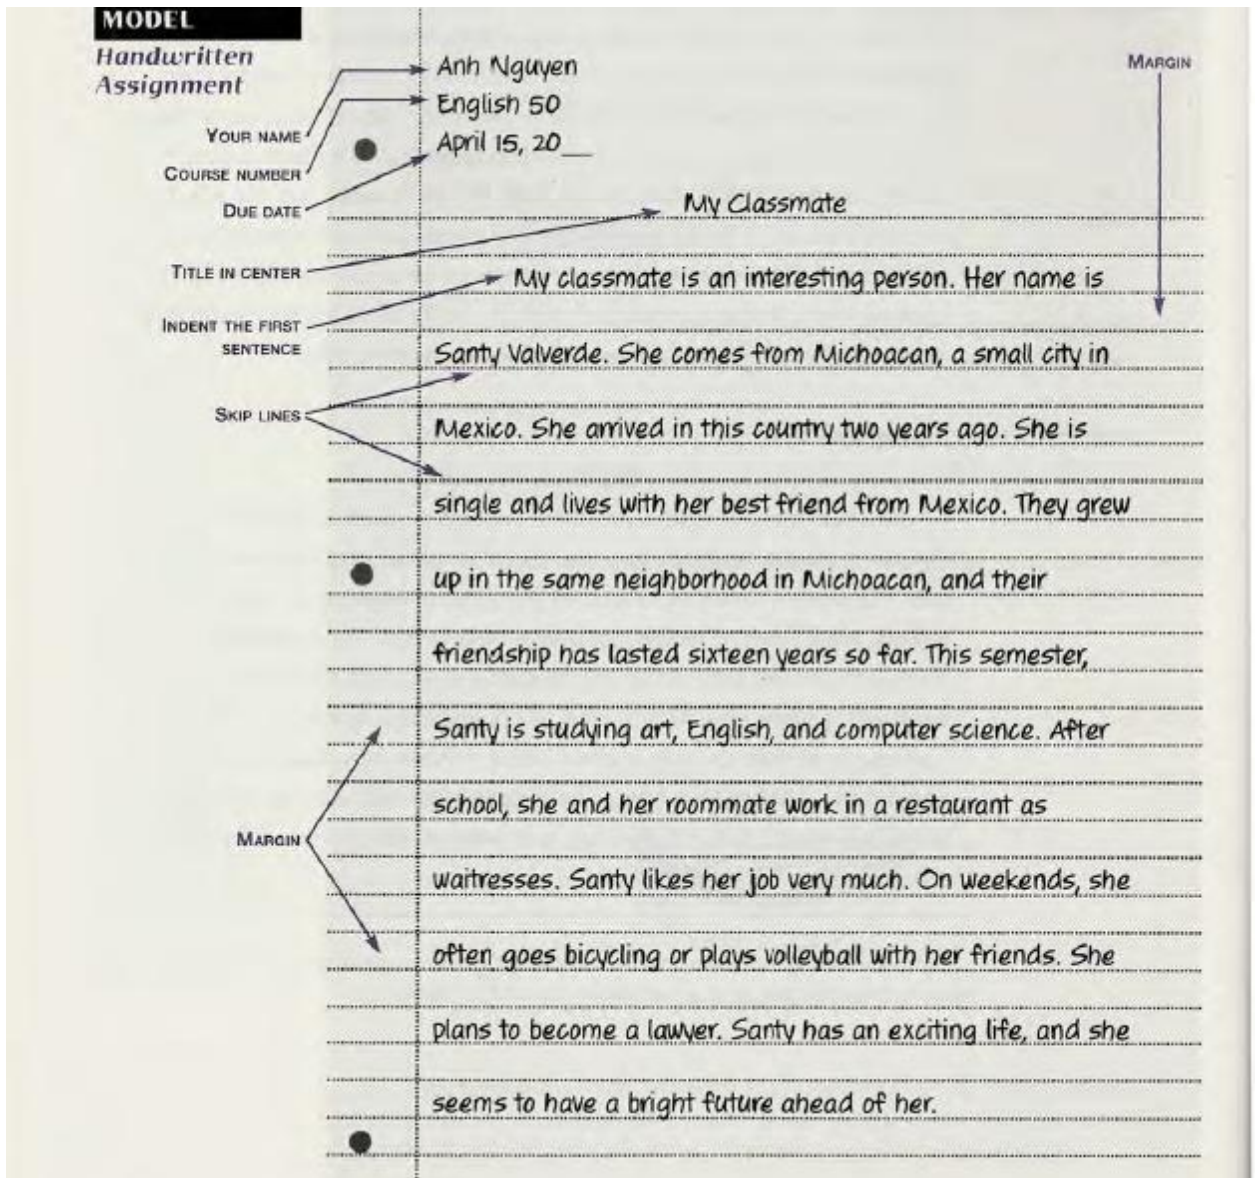 MODEL
Handwritten
Assignment
YOUR NAME
COURSE NUMBER
DUE DATE
TITLE IN CENTER
INDENT THE FIRST
SENTENCE
SKIP LINES
MARGIN
MARGIN
Anh Nguyen
English 50
April 15, 20__
My Classmate
My classmate is an interesting person. Her name is
Santy Valverde. She comes from Michoacan, a small city in
Mexico. She arrived in this country two years ago. She is
single and lives with her best friend from Mexico. They grew
up in the same neighborhood in Michoacan, and their
friendship has lasted sixteen years so far. This semester,
Santy is studying art, English, and computer science. After
school, she and her roommate work in a restaurant as
waitresses. Santy likes her job very much. On weekends, she
often goes bicycling or plays volleyball with her friends. She
plans to become a lawyer. Santy has an exciting life, and she
seems to have a bright future ahead of her.